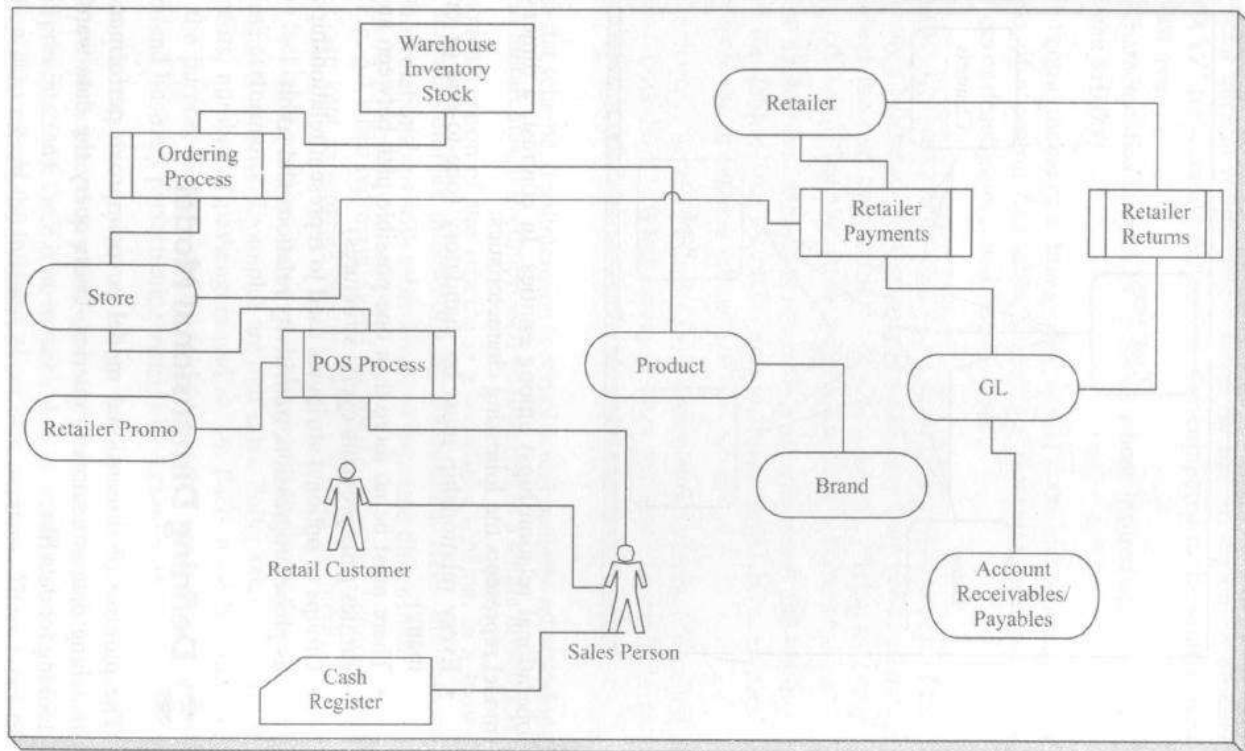 Warehouse
Inventory
Stock
Retailer
Ordering
Process
Retailer
Payments
Retailer
Returns
Store
POS Process
Product
GL
Retailer Promo
Brand
Retail Customer
Account
Receivables/
Payables
Sales Person
Cash
Register